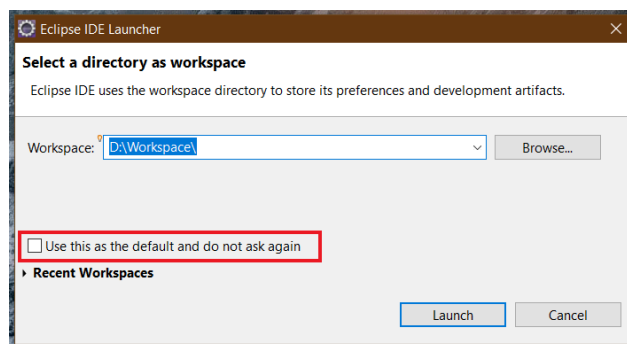 Eclipse IDE Launcher
Select a directory as workspace
Eclipse IDE uses the workspace directory to store its preferences and development artifacts.
Workspace: D:\Workspace\ Browse...
Use this as the default and do not ask again
Recent Workspaces
Launch Cancel